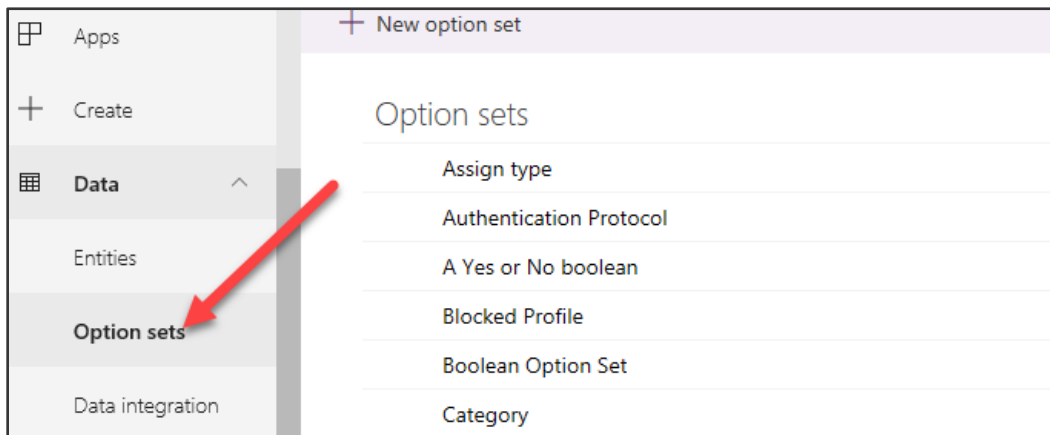 Apps
Create
Data
Entities
Option sets
Data integration
New option set
Option sets
Assign type
Authentication Protocol
A Yes or No boolean
Blocked Profile
Boolean Option Set
Category